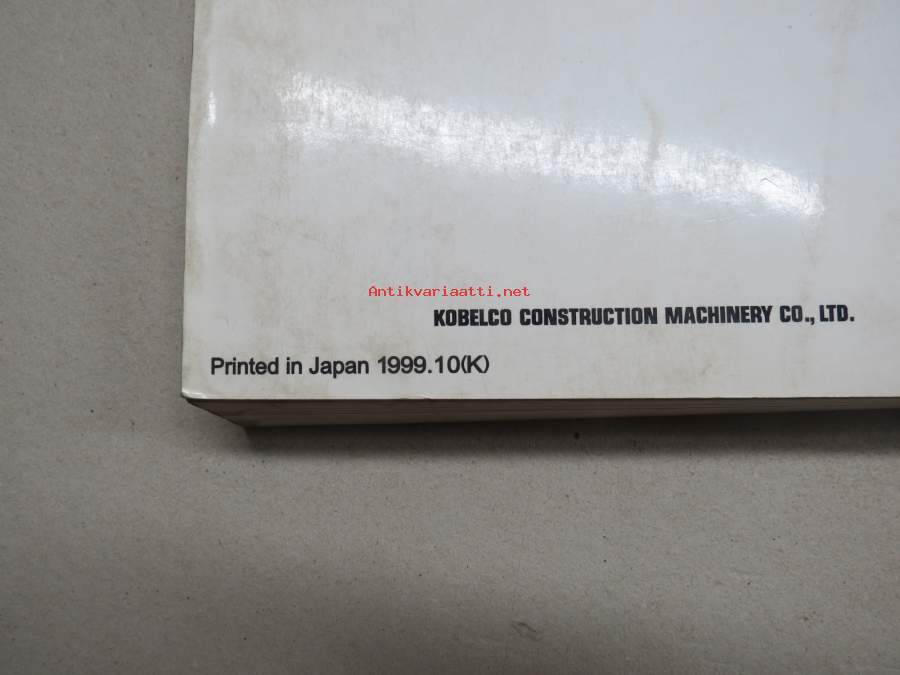 Antikvariaatti.net
KOBELCO CONSTRUCTION MACHINERY CO., LTD.
Printed in Japan 1999.10(K)